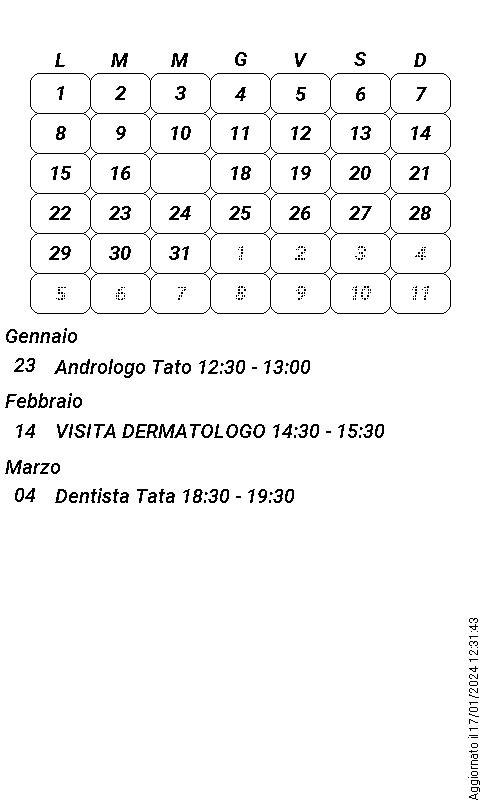 L M M G V S D
1 2 3 4 5 6 7
8 9 10 11 12 13 14
15 16 18 19 20 21
22 23 24 25 26 27 28
29 30 31 1 2 3 4
5 6 7 8 9 10 11
Gennaio
23 Andrologo Tato 12:30 - 13:00
Febbraio
14 VISITA DERMATOLOGO 14:30 - 15:30
Marzo
04 Dentista Tata 18:30 - 19:30
Aggiornato il 17/01/2024 12:31:43